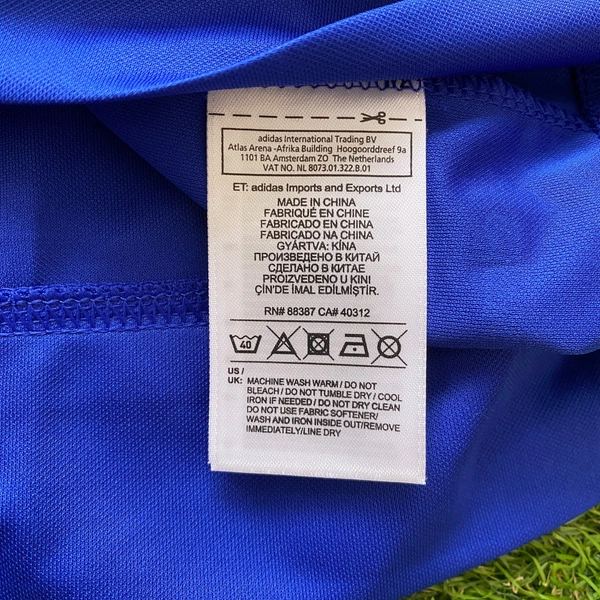 adidas International Trading BV
Atlas Arena -Afrika Building Hoogoorddreef 9a
1101 BA Amsterdam ZO The Netherlands
VAT NO. NL 8073.01.322.B.01
ET: adidas Imports and Exports Ltd
MADE IN CHINA
FABRIQUÉ EN CHINE
FABRICADO EN CHINA
FABRICADO NA CHINA
GYÁRTVA: KÍNA
ПРОИЗВЕДЕНО В КИТАЙ
СДЕЛАНО В КИТАЕ
PROIZVEDENO U KINI
ÇİN'DE İMAL EDİLMİŞTİR.
RN# 88387 CA# 40312
40
US /
UK: MACHINE WASH WARM / DO NOT
BLEACH / DO NOT TUMBLE DRY / COOL
IRON IF NEEDED / DO NOT DRY CLEAN
DO NOT USE FABRIC SOFTENER/
WASH AND IRON INSIDE OUT/REMOVE
IMMEDIATELY/LINE DRY